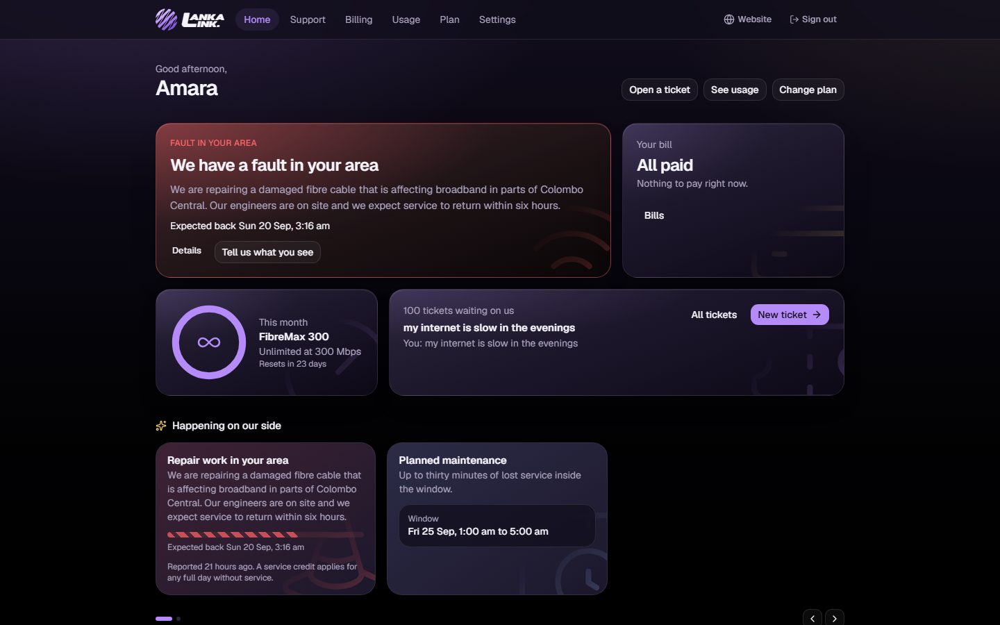 LANKA LINK.
Home
Support
Billing
Usage
Plan
Settings
Website
Sign out
Good afternoon,
Amara
Open a ticket
See usage
Change plan
FAULT IN YOUR AREA
We have a fault in your area
We are repairing a damaged fibre cable that is affecting broadband in parts of Colombo
Central. Our engineers are on site and we expect service to return within six hours.
Expected back Sun 20 Sep, 3:16 am
Details
Tell us what you see
Your bill
All paid
Nothing to pay right now.
Bills
This month
FibreMax 300
Unlimited at 300 Mbps
Resets in 23 days
100 tickets waiting on us
my internet is slow in the evenings
You: my internet is slow in the evenings
All tickets
New ticket
Happening on our side
Repair work in your area
We are repairing a damaged fibre cable that
is affecting broadband in parts of Colombo
Central. Our engineers are on site and we
expect service to return within six hours.
Expected back Sun 20 Sep, 3:16 am
Reported 21 hours ago. A service credit applies for
any full day without service.
Planned maintenance
Up to thirty minutes of lost service inside
the window.
Window
Fri 25 Sep, 1:00 am to 5:00 am